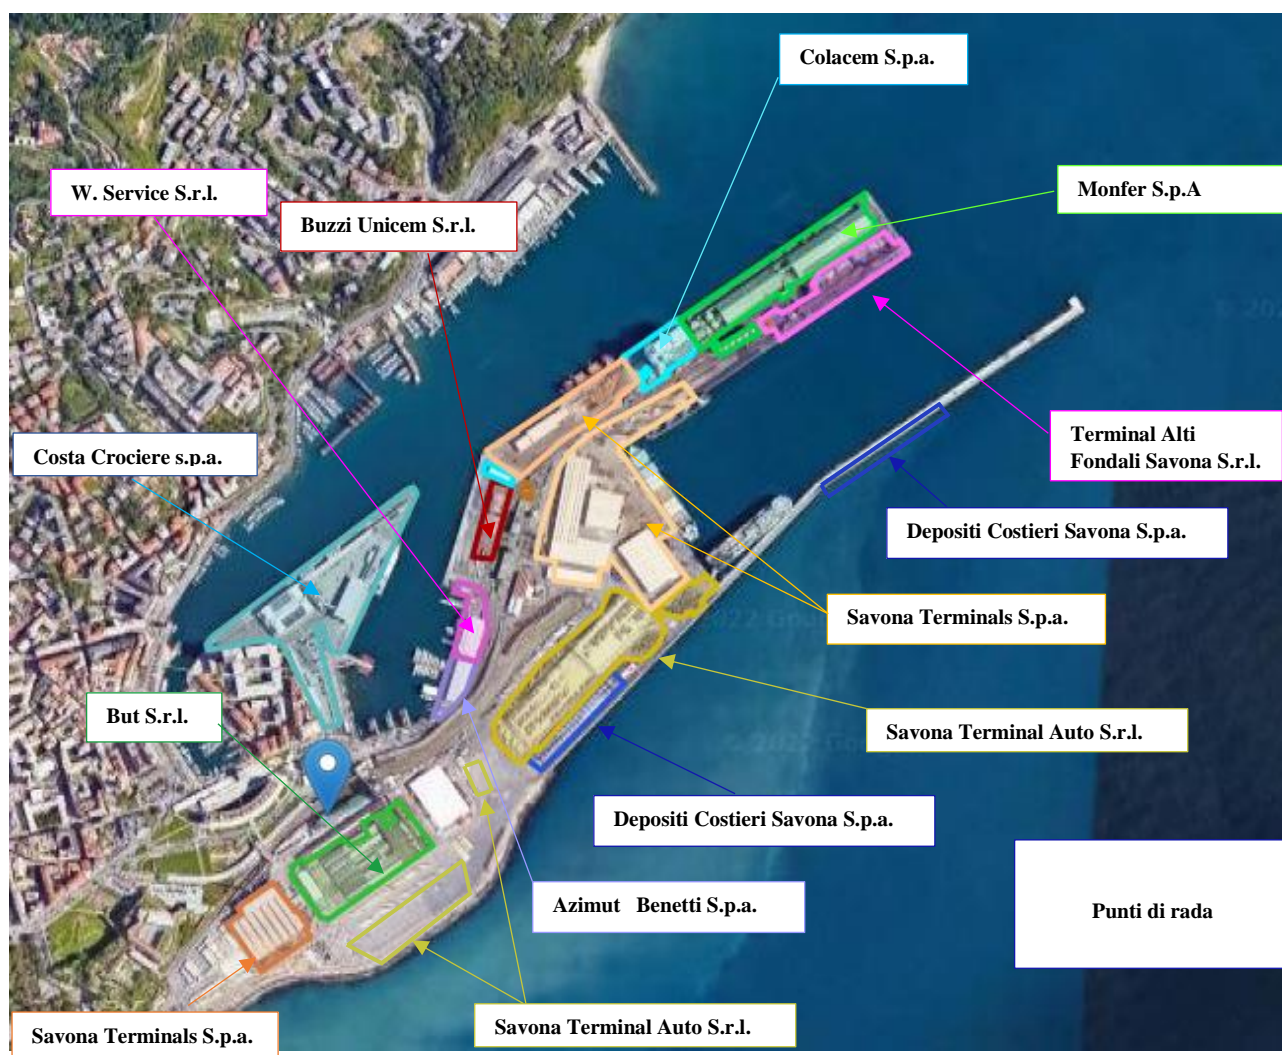 Colacem S.p.a.
W. Service S.r.l.
Monfer S.p.A
Buzzi Unicem S.r.l.
Terminal Alti
Fondali Savona S.r.l.
Costa Crociere s.p.a.
Depositi Costieri Savona S.p.a.
Savona Terminals S.p.a.
But S.r.l.
Savona Terminal Auto S.r.l.
Depositi Costieri Savona S.p.a.
Azimut Benetti S.p.a.
Punti di rada
Savona Terminal Auto S.r.l.
Savona Terminals S.p.a.